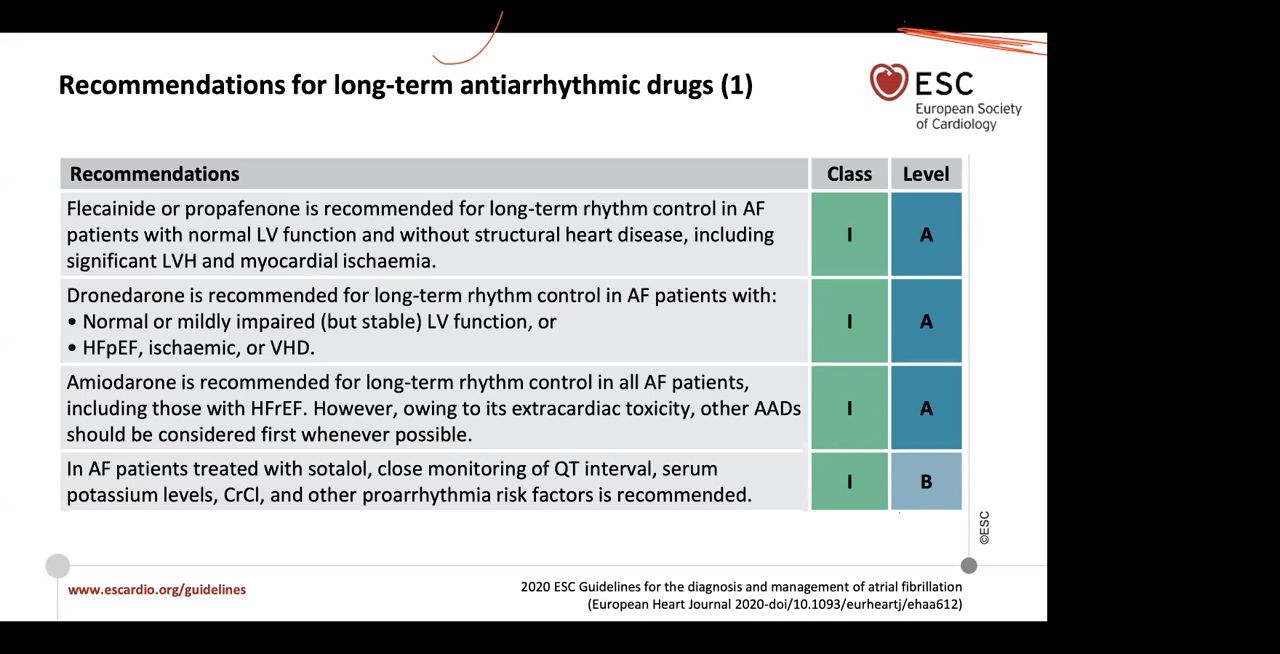 Recommendations for long-term antiarrhythmic drugs (1)
ESC
European Society
of Cardiology
Recommendations Class Level
Flecainide or propafenone is recommended for long-term rhythm control in AF
patients with normal LV function and without structural heart disease, including
significant LVH and myocardial ischaemia.
I A
Dronedarone is recommended for long-term rhythm control in AF patients with:
• Normal or mildly impaired (but stable) LV function, or
• HFpEF, ischaemic, or VHD.
I A
Amiodarone is recommended for long-term rhythm control in all AF patients,
including those with HFrEF. However, owing to its extracardiac toxicity, other AADs
should be considered first whenever possible.
I A
In AF patients treated with sotalol, close monitoring of QT interval, serum
potassium levels, CrCl, and other proarrhythmia risk factors is recommended.
I B
©ESC
www.escardio.org/guidelines
2020 ESC Guidelines for the diagnosis and management of atrial fibrillation
(European Heart Journal 2020-doi/10.1093/eurheartj/ehaa612)